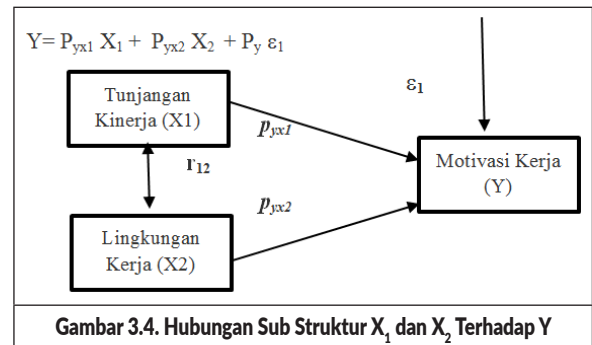 Y= Pyx1 X1 + Pyx2 X2 + Py ε1
Tunjangan
Kinerja (X1)
ε1
pyx1
r12
Motivasi Kerja
(Y)
pyx2
Lingkungan
Kerja (X2)
Gambar 3.4. Hubungan Sub Struktur X1 dan X2 Terhadap Y